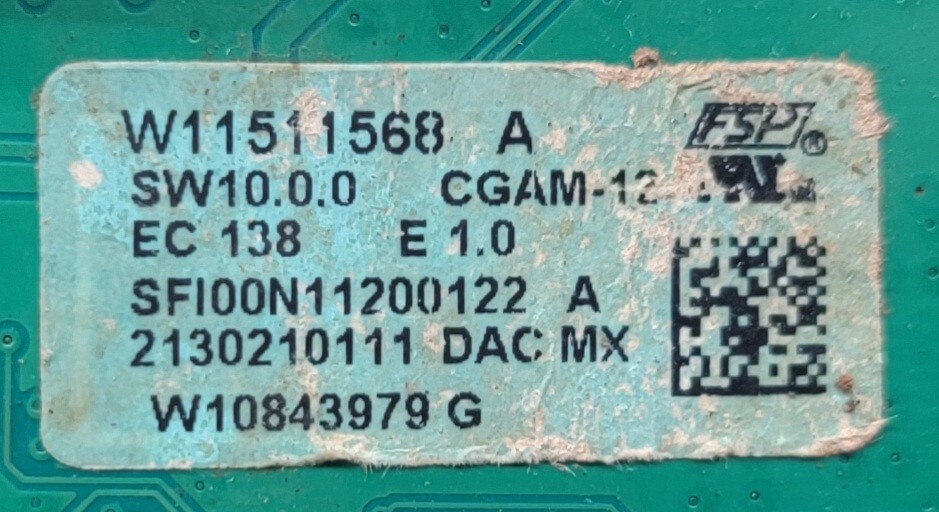 W11511568 A
FSP®
SW10.0.0 CGAM-12
EC 138 E 1.0
SFI00N11200122 A
2130210111 DAC MX
W10843979 G